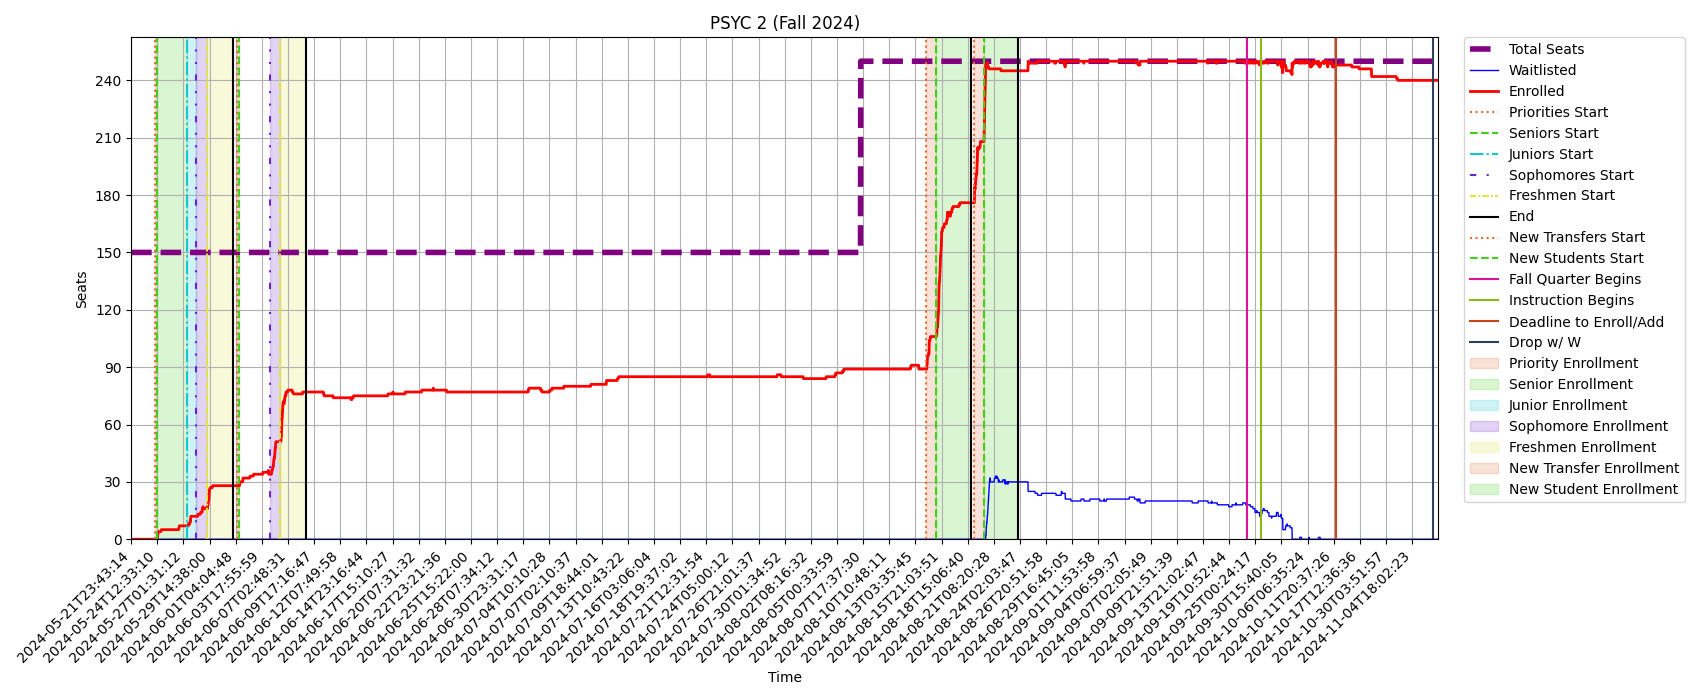 PSYC 2 (Fall 2024)
Seats
240
210
180
150
120
90
60
30
0
2024-05-21T23:43:14
2024-05-24T12:33:10
2024-05-27T01:31:12
2024-05-29T14:38:00
2024-06-01T04:04:48
2024-06-03T17:55:59
2024-06-07T02:48:31
2024-06-09T17:16:47
2024-06-12T07:49:58
2024-06-14T23:16:44
2024-06-17T15:10:27
2024-06-20T07:31:32
2024-06-22T23:21:36
2024-06-25T15:22:00
2024-06-28T07:34:12
2024-06-30T23:31:17
2024-07-04T10:10:28
2024-07-07T02:10:37
2024-07-09T18:44:01
2024-07-13T10:43:22
2024-07-16T03:06:04
2024-07-18T19:37:02
2024-07-21T12:31:54
2024-07-24T05:00:12
2024-07-26T21:01:37
2024-07-30T01:34:52
2024-08-02T08:16:32
2024-08-05T00:33:59
2024-08-07T17:37:30
2024-08-10T10:48:11
2024-08-13T03:35:45
2024-08-15T21:03:51
2024-08-18T15:06:40
2024-08-21T08:20:28
2024-08-24T02:03:47
2024-08-26T20:51:58
2024-08-29T16:45:05
2024-09-01T11:53:58
2024-09-04T06:59:37
2024-09-07T02:05:49
2024-09-09T21:51:39
2024-09-13T21:02:47
2024-09-19T10:52:44
2024-09-25T00:24:17
2024-09-30T15:40:05
2024-10-06T06:35:24
2024-10-11T20:37:26
2024-10-17T12:36:36
2024-10-30T03:51:57
2024-11-04T18:02:23
Time
Total Seats
Waitlisted
Enrolled
Priorities Start
Seniors Start
Juniors Start
Sophomores Start
Freshmen Start
End
New Transfers Start
New Students Start
Fall Quarter Begins
Instruction Begins
Deadline to Enroll/Add
Drop w/ W
Priority Enrollment
Senior Enrollment
Junior Enrollment
Sophomore Enrollment
Freshmen Enrollment
New Transfer Enrollment
New Student Enrollment